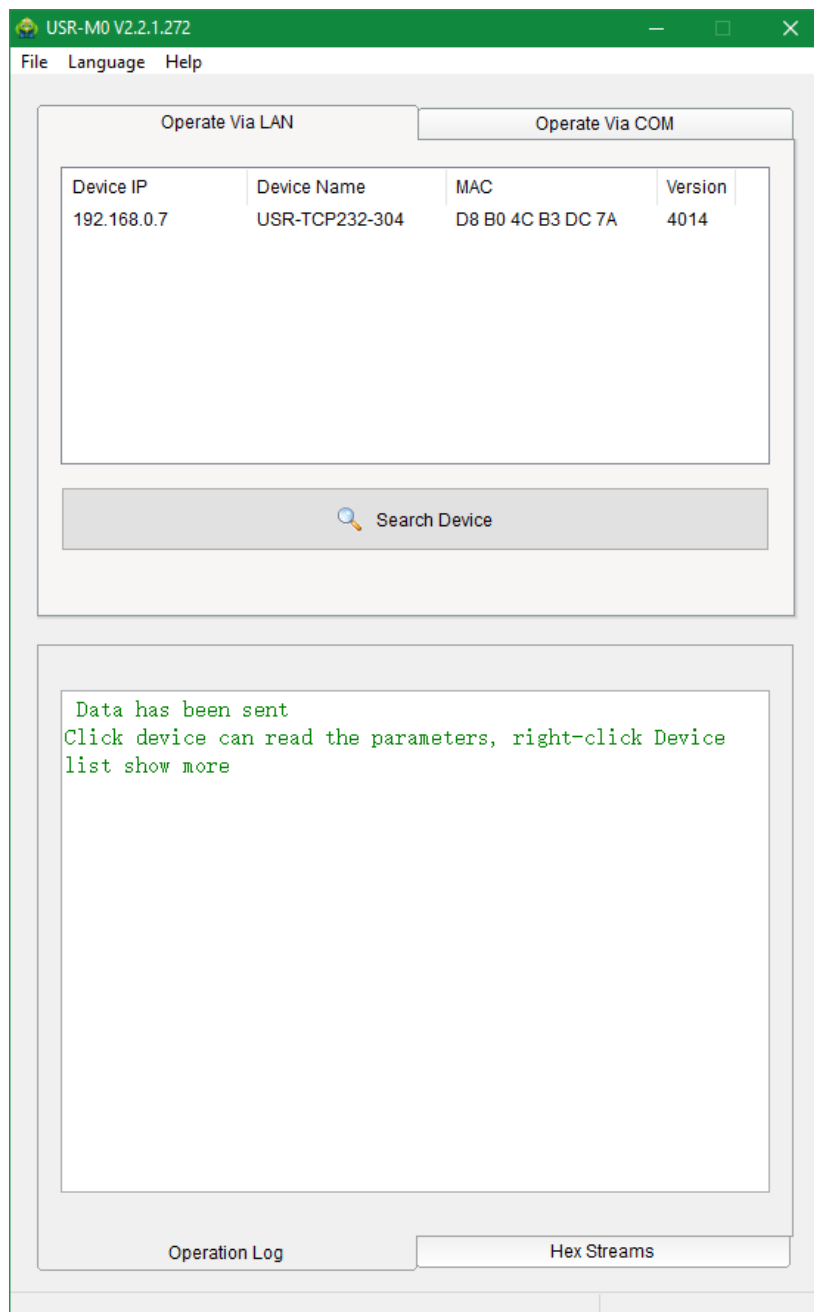 USR-M0 V2.2.1.272
File Language Help
Operate Via LAN Operate Via COM
Device IP Device Name MAC Version
192.168.0.7 USR-TCP232-304 D8 B0 4C B3 DC 7A 4014
Search Device
Data has been sent
Click device can read the parameters, right-click Device
list show more
Operation Log Hex Streams